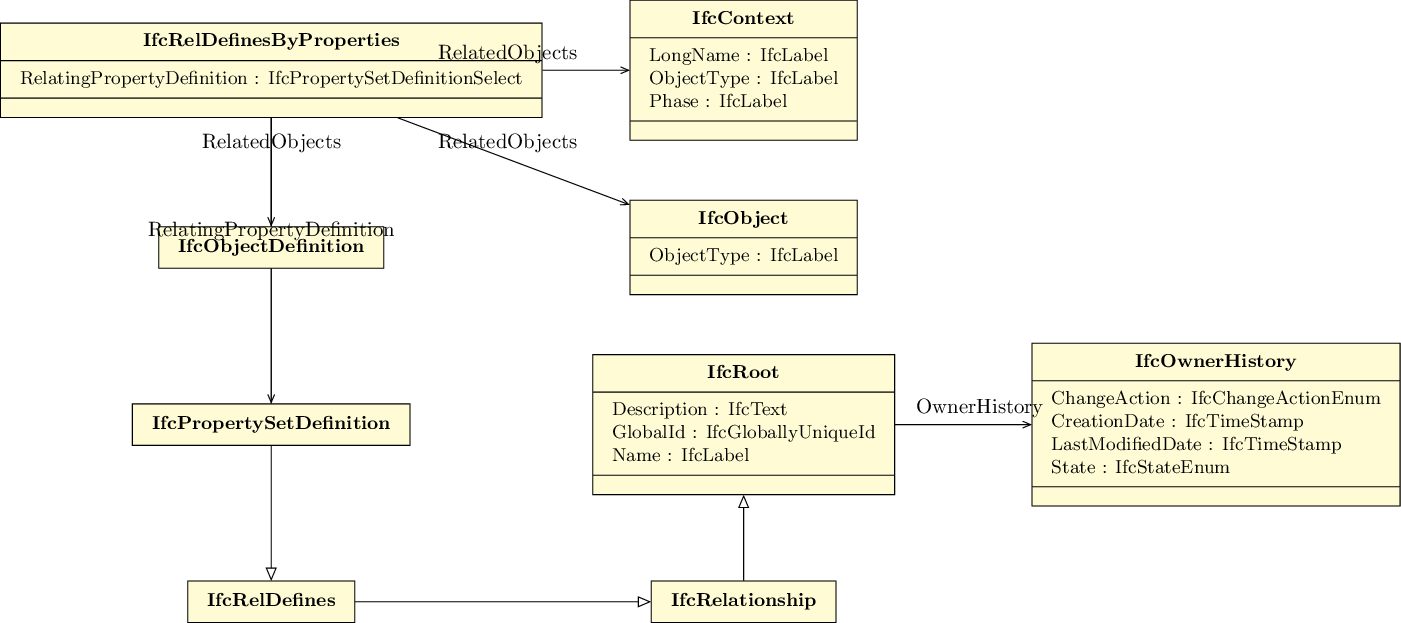 IfcRelDefinesByProperties
RelatingPropertyDefinition : IfcPropertySetDefinitionSelect
RelatedObjects
IfcContext
LongName : IfcLabel
ObjectType : IfcLabel
Phase : IfcLabel
RelatedObjects
RelatedObjects
RelatingPropertyDefinition
IfcObjectDefinition
IfcObject
ObjectType : IfcLabel
IfcPropertySetDefinition
IfcRoot
Description : IfcText
GlobalId : IfcGloballyUniqueId
Name : IfcLabel
OwnerHistory
IfcOwnerHistory
ChangeAction : IfcChangeActionEnum
CreationDate : IfcTimeStamp
LastModifiedDate : IfcTimeStamp
State : IfcStateEnum
IfcRelDefines
IfcRelationship